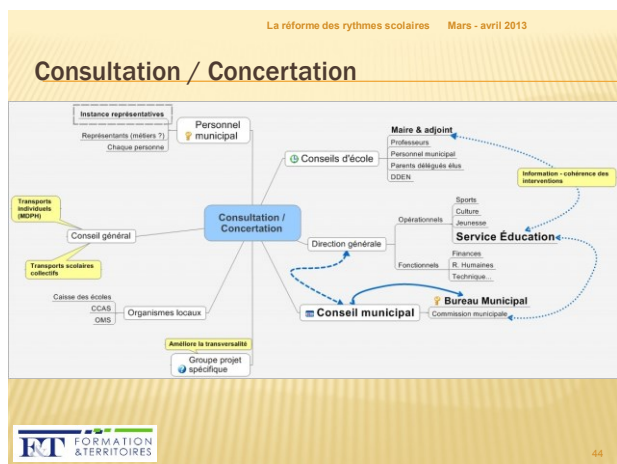 La réforme des rythmes scolaires Mars - avril 2013
Consultation / Concertation
Instance représentatives
Personnel
municipal
Représentants (métiers ?)
Chaque personne
Conseils d'école
Maire & adjoint
Professeurs
Personnel municipal
Parents délégués élus
DDEN
Information - cohérence des
interventions
Transports
individuels
(MDPH)
Conseil général
Transports scolaires
collectifs
Consultation /
Concertation
Direction générale
Opérationnels
Sports
Culture
Jeunesse
Service Éducation
Fonctionnels
Finances
R. Humaines
Technique...
Caisse des écoles
CCAS
OMS
Organismes locaux
Conseil municipal
Bureau Municipal
Commission municipale
Améliore la transversalité
Groupe projet
spécifique
F&T FORMATION
&TERRITOIRES
44